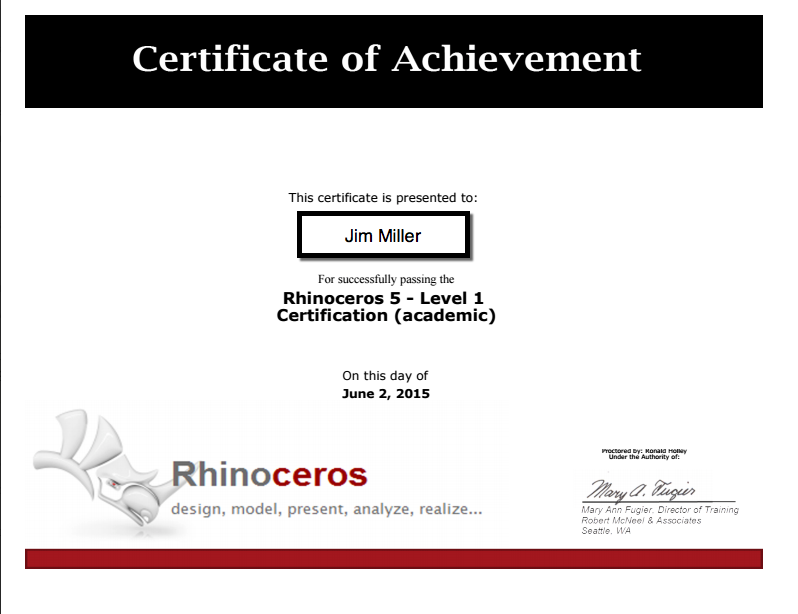 Certificate of Achievement
This certificate is presented to:
Jim Miller
For successfully passing the
Rhinoceros 5 - Level 1
Certification (academic)
On this day of
June 2, 2015
Rhinoceros
design, model, present, analyze, realize...
Proctored by: Ronald Holley
Under the Authority of:
Mary A. Fugier
Mary Ann Fugier, Director of Training
Robert McNeel & Associates
Seattle, WA